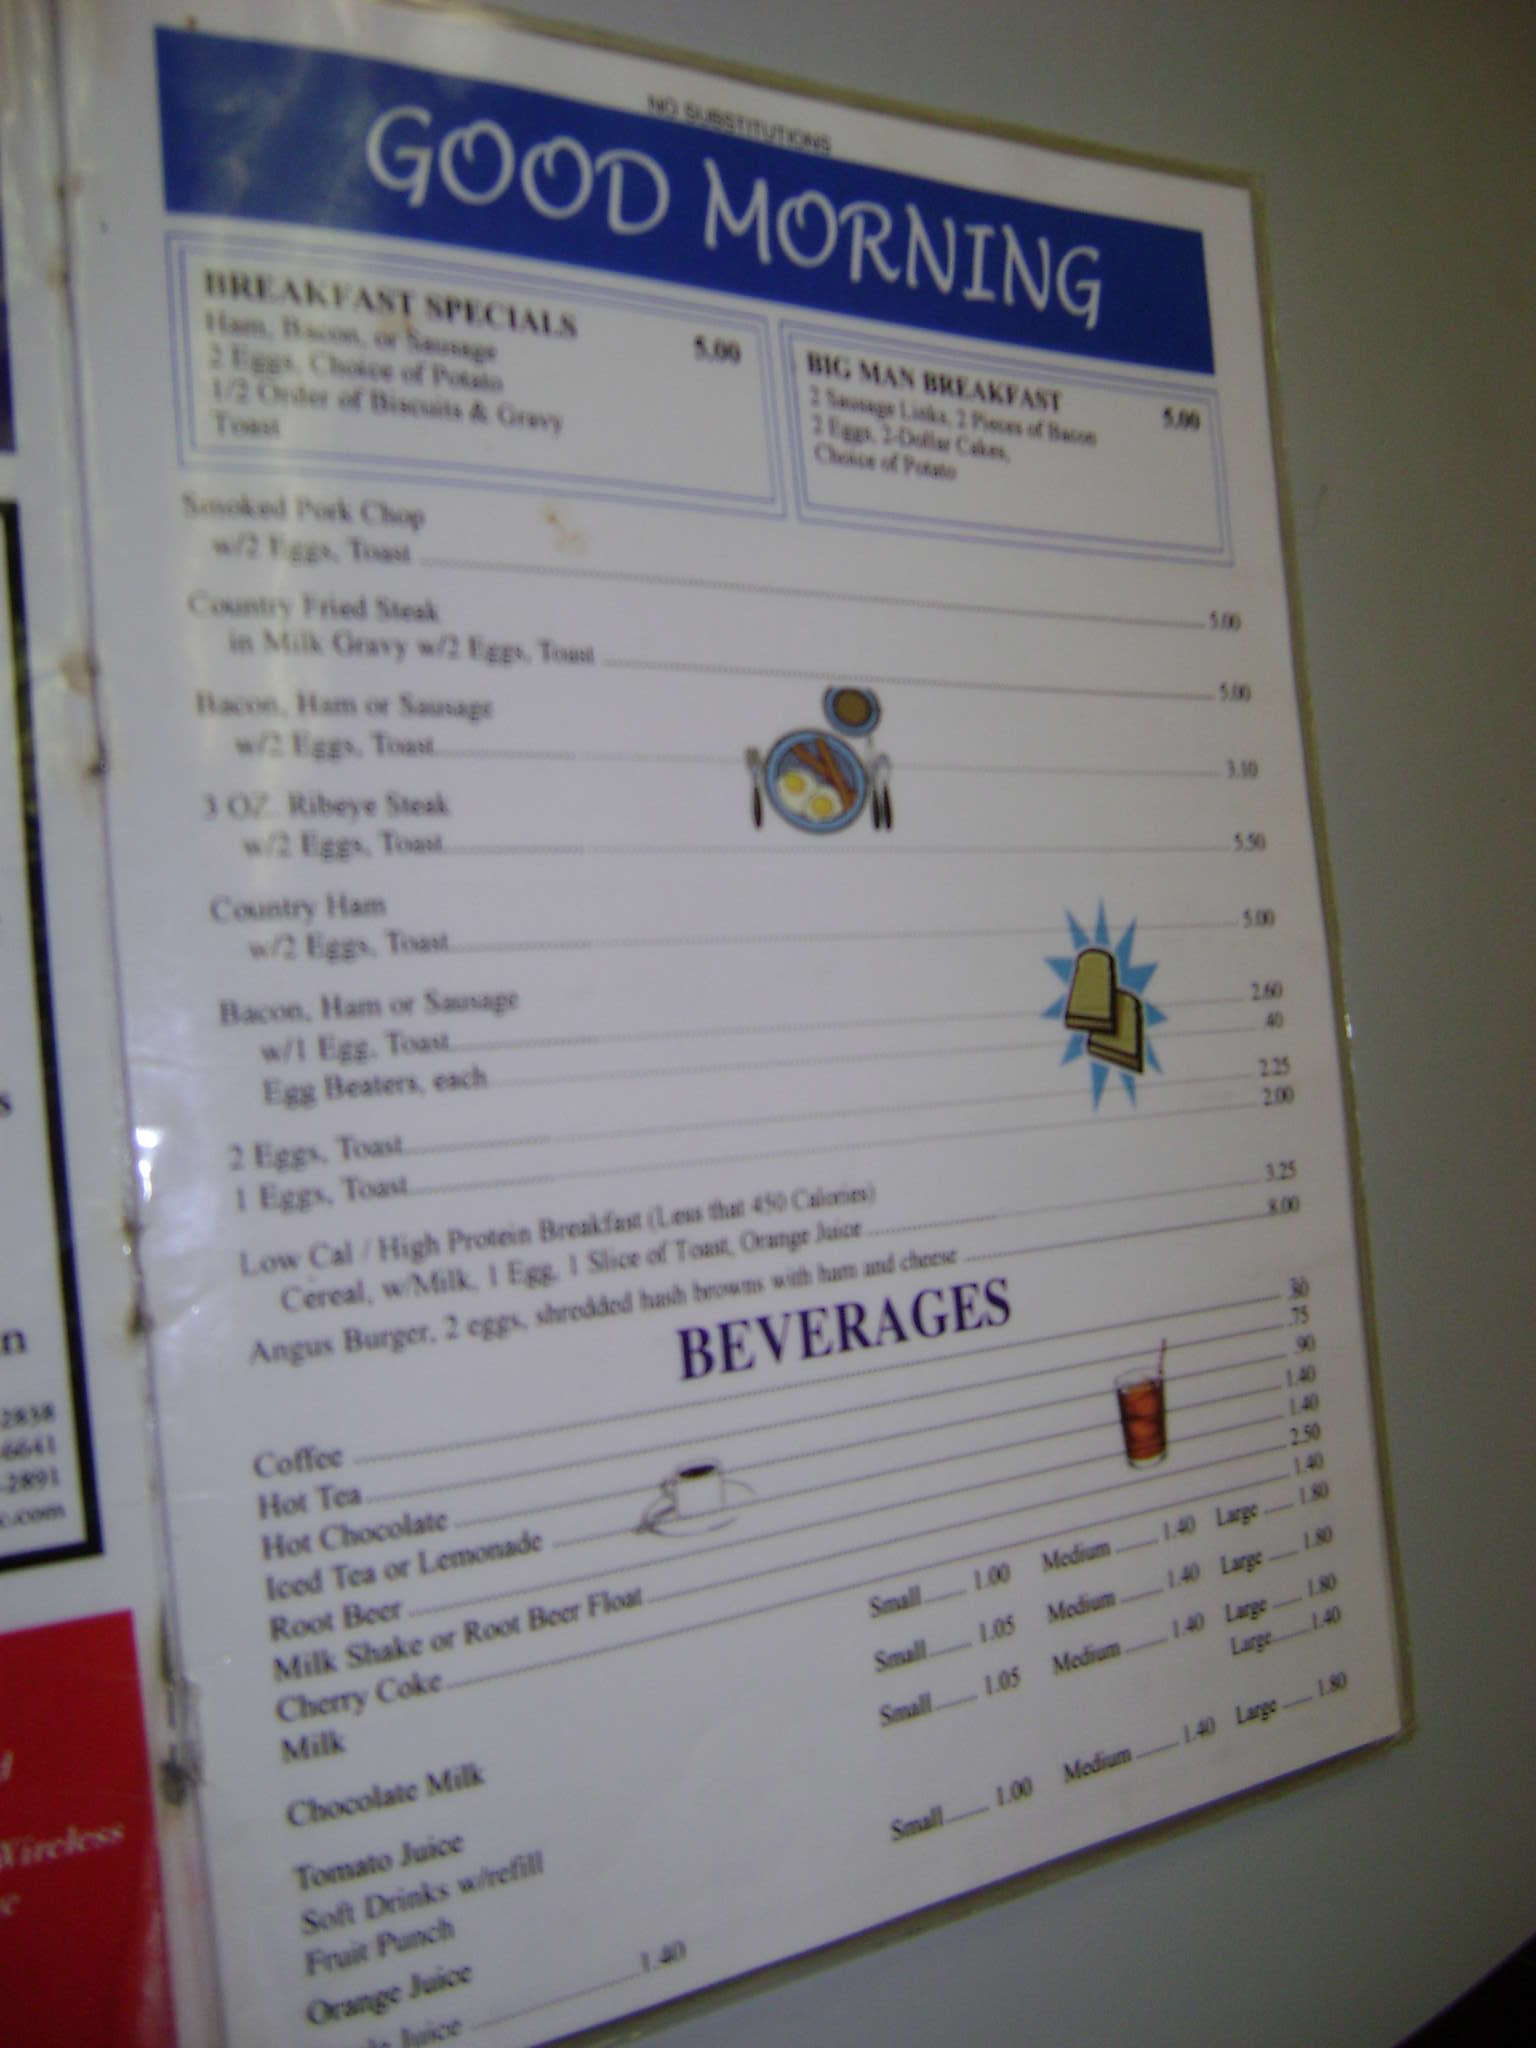 NO SUBSTITUTIONS
GOOD MORNING
BREAKFAST SPECIALS 5.00
Ham, Bacon, or Sausage
2 Eggs, Choice of Potato
1/2 Order of Biscuits & Gravy
Toast
BIG MAN BREAKFAST 5.00
2 Sausage Links, 2 Pieces of Bacon
2 Eggs, 2-Dollar Cakes,
Choice of Potato
Smoked Pork Chop
w/2 Eggs, Toast 5.00
Country Fried Steak
in Milk Gravy w/2 Eggs, Toast 5.00
Bacon, Ham or Sausage
w/2 Eggs, Toast 3.10
3 OZ. Ribeye Steak
w/2 Eggs, Toast 5.50
Country Ham
w/2 Eggs, Toast 5.00
Bacon, Ham or Sausage
w/1 Egg, Toast 2.60
Egg Beaters, each .40
2 Eggs, Toast 2.25
1 Eggs, Toast 2.00
Low Cal / High Protein Breakfast (Less that 450 Calories)
Cereal, w/Milk, 1 Egg, 1 Slice of Toast, Orange Juice 3.25
Angus Burger, 2 eggs, shredded hash browns with ham and cheese 8.00
BEVERAGES
Coffee .80
Hot Tea .75
Hot Chocolate .90
Iced Tea or Lemonade 1.40
Root Beer 1.40
Milk Shake or Root Beer Float 2.50
Cherry Coke 1.40
Milk Small 1.00 Medium 1.40 Large 1.80
Chocolate Milk Small 1.05 Medium 1.40 Large 1.80
Tomato Juice Small 1.05 Medium 1.40 Large 1.80
Soft Drinks w/refill Large 1.40
Fruit Punch
Orange Juice Small 1.00 Medium 1.40 Large 1.80
Juice 1.40
s
n
2838
-6641
-2891
c.com
d
Wireless
e